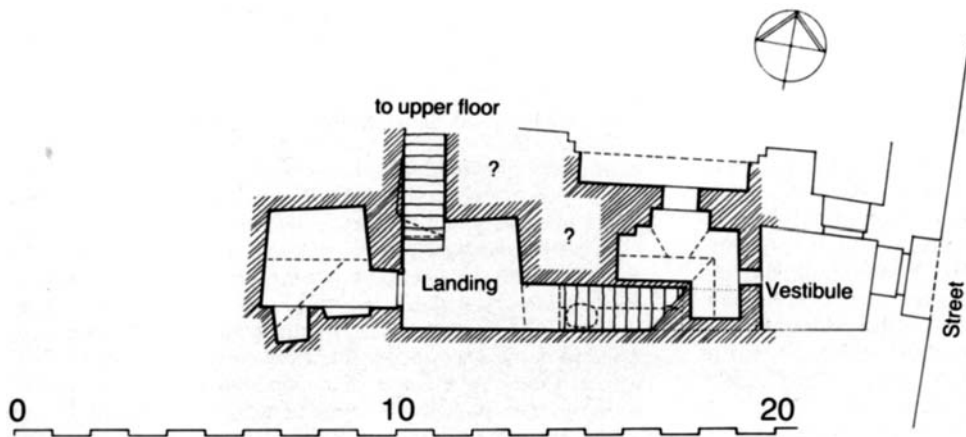 to upper floor
?
?
Landing
Vestibule
Street
0 10 20